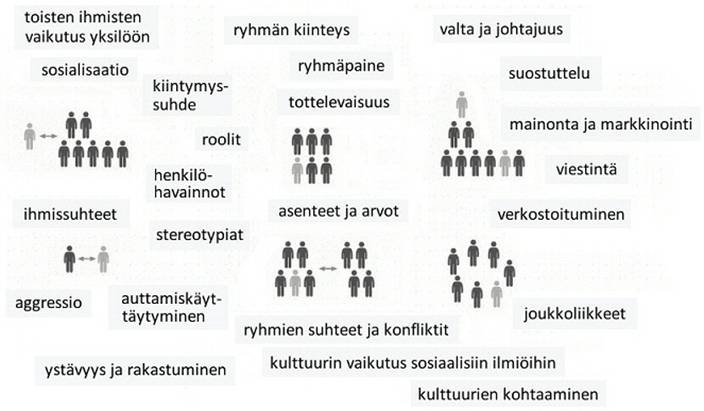 toisten ihmisten
vaikutus yksilöön
ryhmän kiinteys
valta ja johtajuus
sosialisaatio
ryhmäpaine
suostuttelu
kiintymys-
suhde
tottelevaisuus
mainonta ja markkinointi
roolit
viestintä
henkilö-
havainnot
ihmissuhteet
asenteet ja arvot
verkostoituminen
stereotypiat
aggressio
auttamiskäyt-
täytyminen
joukkoliikkeet
ryhmien suhteet ja konfliktit
ystävyys ja rakastuminen
kulttuurin vaikutus sosiaalisiin ilmiöihin
kulttuurien kohtaaminen